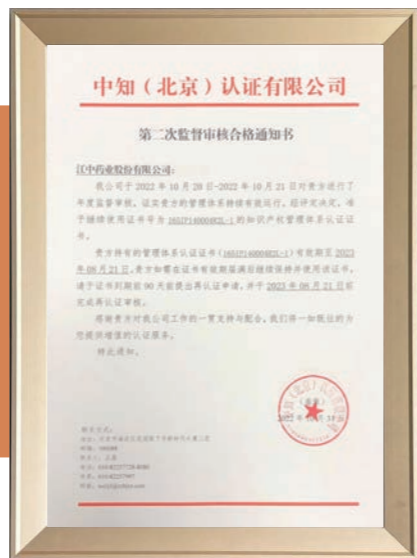 中知（北京）认证有限公司
第二次监督审核合格通知书
江中药业股份有限公司：
我公司于 2022 年 10 月 20 日-2022 年 10 月 21 日对贵方进行了
年度监督审核，证实贵方的管理体系持续有效运行。经评定决定，准
于继续使用证书号为 165IP140004R2L-1 的知识产权管理体系认证证
书。
贵方持有的管理体系认证证书（165IP140004R2L-1）有效期至 2023
年 08 月 21 日，贵方如需在证书有效期届满后继续保持并使用该证书，
请于证书到期前 90 天前提出再认证申请，并于 2023 年 08 月 21 日前
完成再认证审核。
感谢贵方对我公司工作的一贯支持与配合，我们将一如既往的为
您提供增值的认证服务。
特此通知。
联系方式：